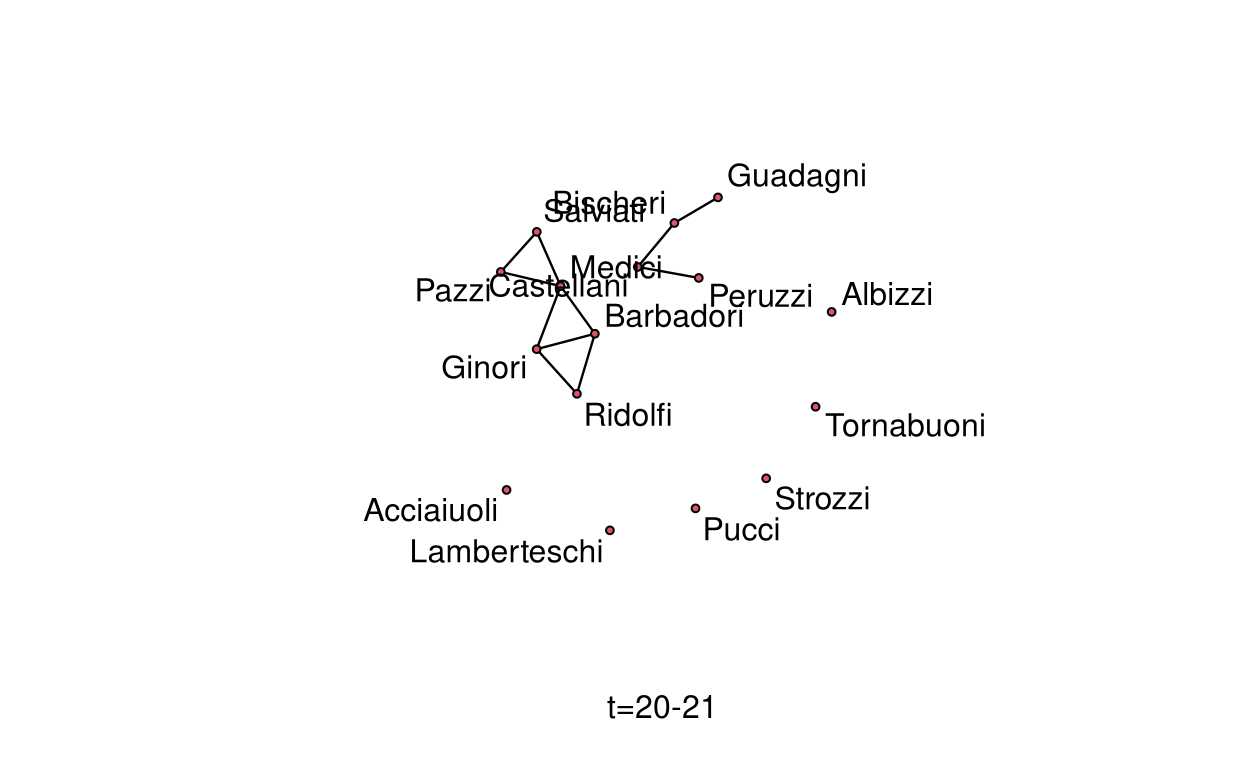 Guadagni
Bischeri
Salviati
Medici
Castellani
Pazzi
Peruzzi
Albizzi
Barbadori
Ginori
Ridolfi
Tornabuoni
Strozzi
Acciaiuoli
Pucci
Lamberteschi
t=20-21